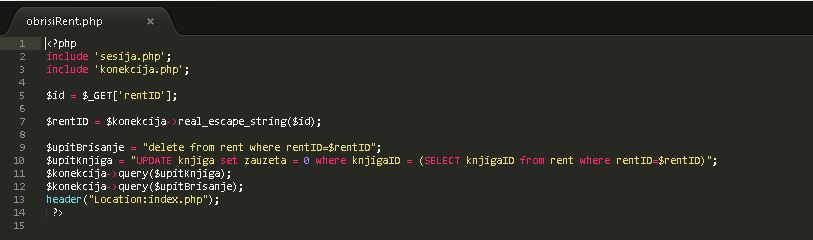 obrisiRent.php ×
1 <?php
2 include 'sesija.php';
3 include 'konekcija.php';
4
5 $id = $_GET['rentID'];
6
7 $rentID = $konekcija->real_escape_string($id);
8
9 $upitBrisanje = "delete from rent where rentID=$rentID";
10 $upitKnjiga = "UPDATE knjiga set zauzeta = 0 where knjigaID = (SELECT knjigaID from rent where rentID=$rentID)";
11 $konekcija->query($upitKnjiga);
12 $konekcija->query($upitBrisanje);
13 header("Location:index.php");
14 ?>
15